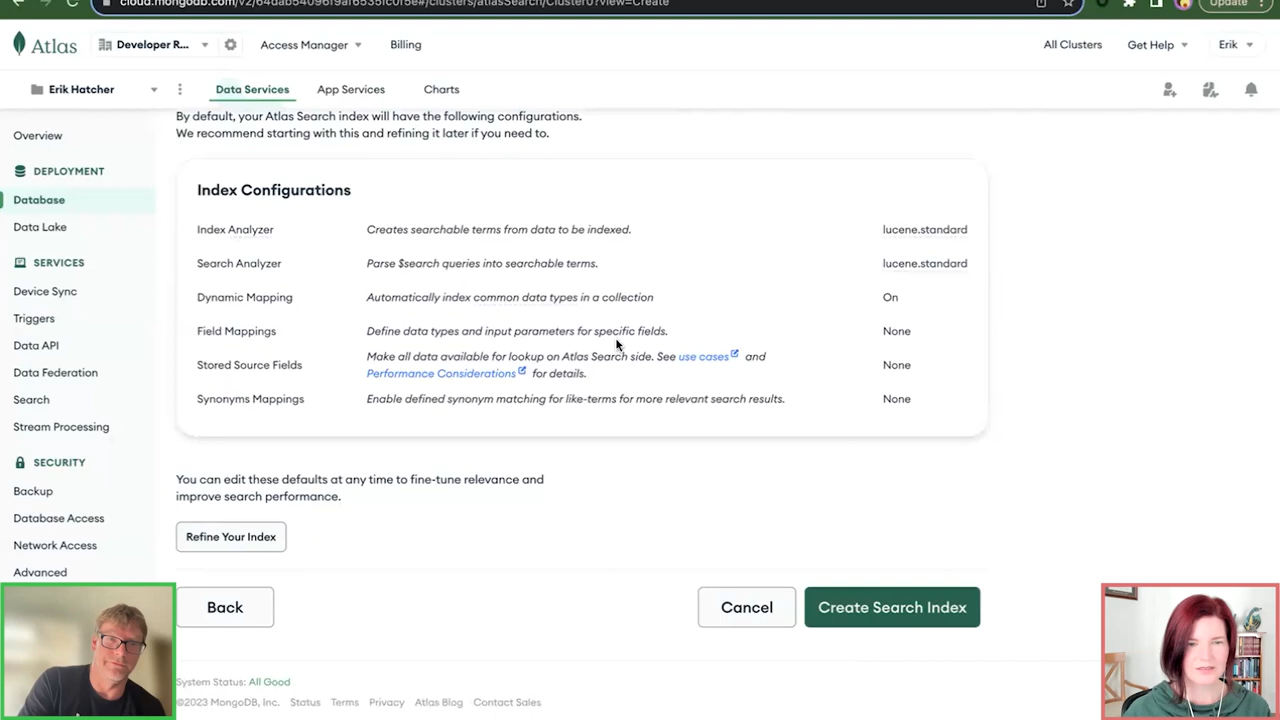 cloud.mongodb.com/v2/64dab54096f9af6535fc0f5e#/clusters/atlasSearch/Cluster0?view=Create
Update
Atlas
Developer R...
Access Manager
Billing
All Clusters
Get Help
Erik
Erik Hatcher
Data Services
App Services
Charts
Overview
DEPLOYMENT
Database
Data Lake
SERVICES
Device Sync
Triggers
Data API
Data Federation
Search
Stream Processing
SECURITY
Backup
Database Access
Network Access
Advanced
By default, your Atlas Search index will have the following configurations.
We recommend starting with this and refining it later if you need to.
Index Configurations
Index Analyzer Creates searchable terms from data to be indexed. lucene.standard
Search Analyzer Parse $search queries into searchable terms. lucene.standard
Dynamic Mapping Automatically index common data types in a collection On
Field Mappings Define data types and input parameters for specific fields. None
Stored Source Fields Make all data available for lookup on Atlas Search side. See use cases and
Performance Considerations for details. None
Synonyms Mappings Enable defined synonym matching for like-terms for more relevant search results. None
You can edit these defaults at any time to fine-tune relevance and
improve search performance.
Refine Your Index
Back
Cancel
Create Search Index
System Status: All Good
©2023 MongoDB, Inc. Status Terms Privacy Atlas Blog Contact Sales